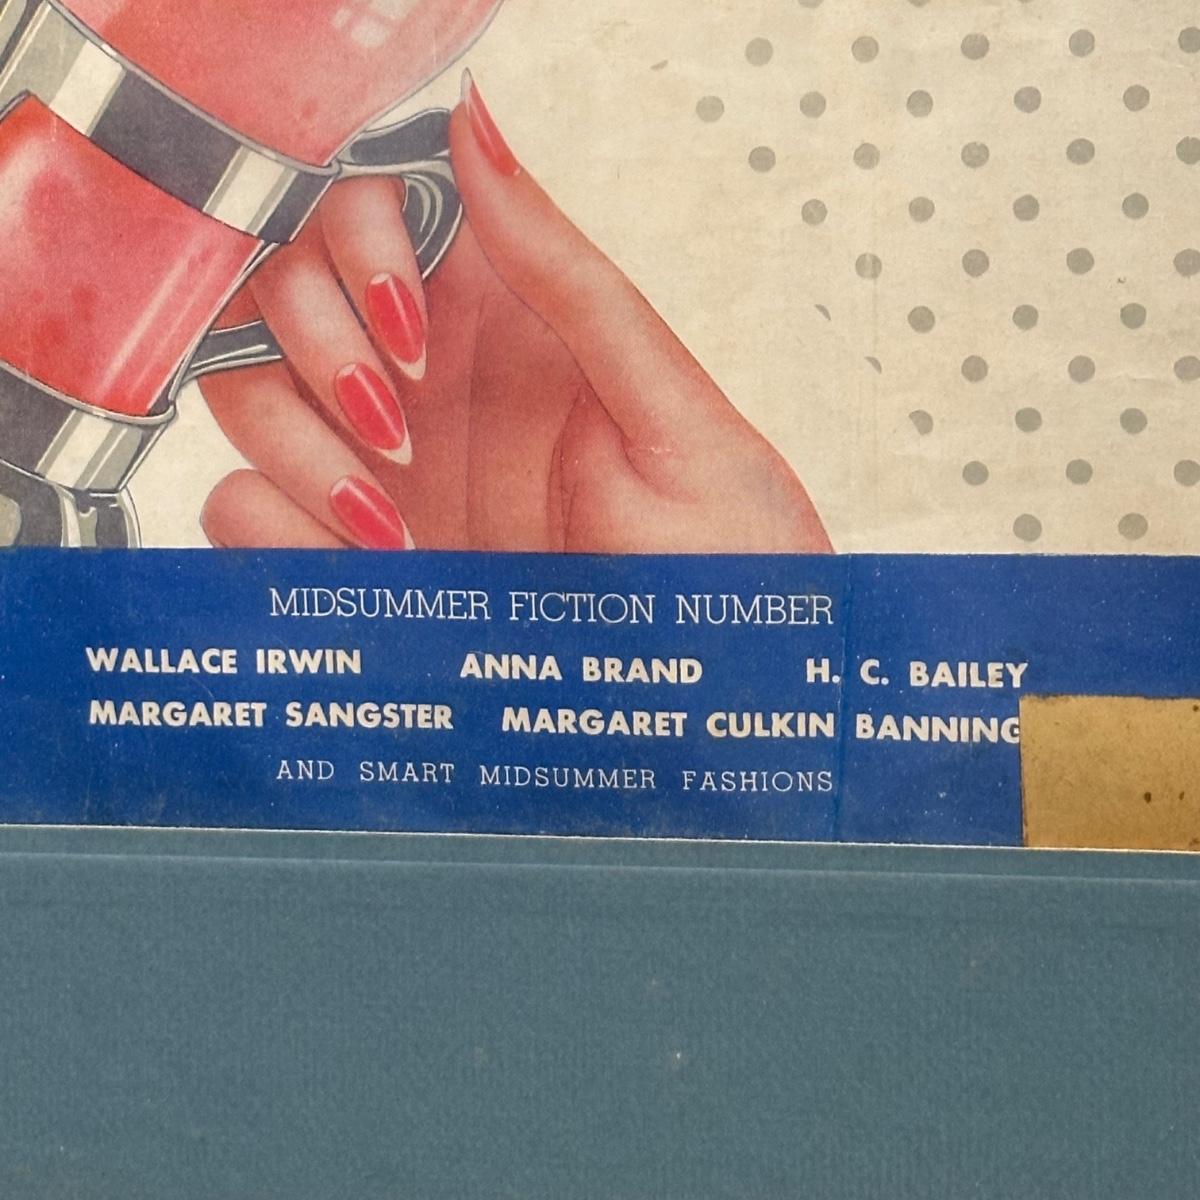 MIDSUMMER FICTION NUMBER
WALLACE IRWIN ANNA BRAND H. C. BAILEY
MARGARET SANGSTER MARGARET CULKIN BANNING
AND SMART MIDSUMMER FASHIONS